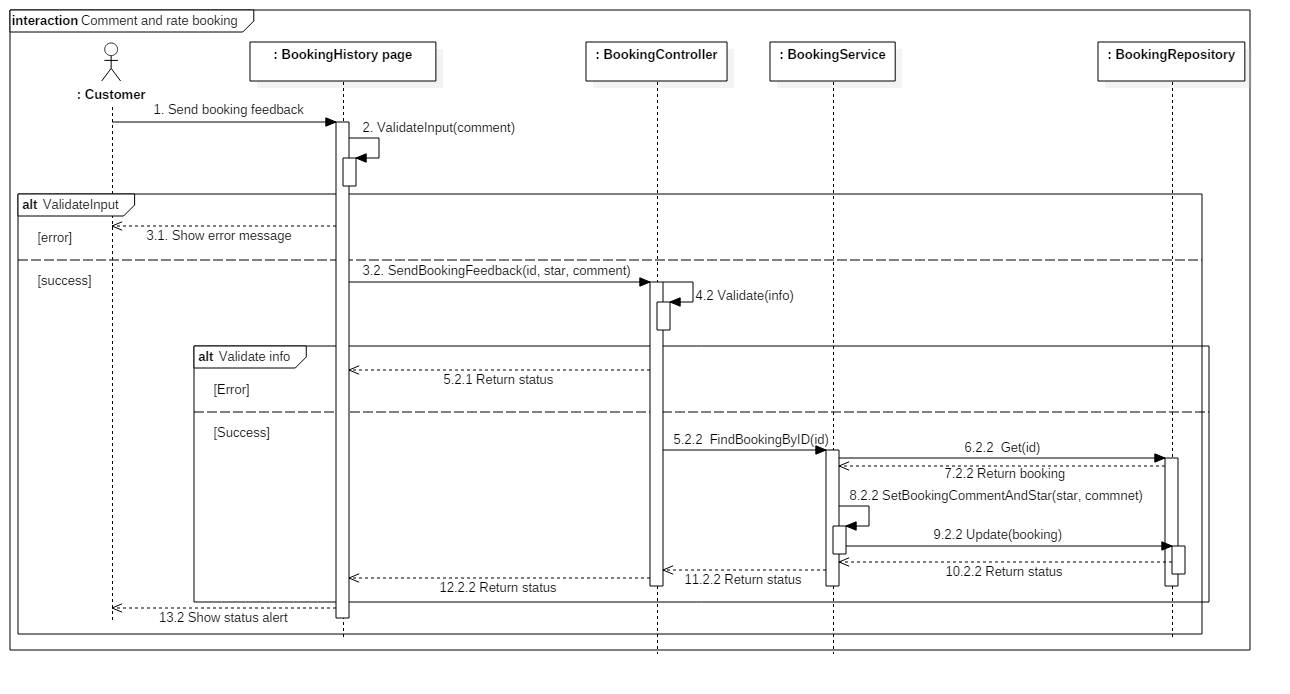 interaction Comment and rate booking
: BookingHistory page
: BookingController
: BookingService
: BookingRepository
: Customer
1. Send booking feedback
2. ValidateInput(comment)
alt ValidateInput
3.1. Show error message
[error]
3.2. SendBookingFeedback(id, star, comment)
[success]
4.2 Validate(info)
alt Validate info
5.2.1 Return status
[Error]
[Success]
5.2.2 FindBookingByID(id)
6.2.2 Get(id)
7.2.2 Return booking
8.2.2 SetBookingCommentAndStar(star, commnet)
9.2.2 Update(booking)
10.2.2 Return status
11.2.2 Return status
12.2.2 Return status
13.2 Show status alert